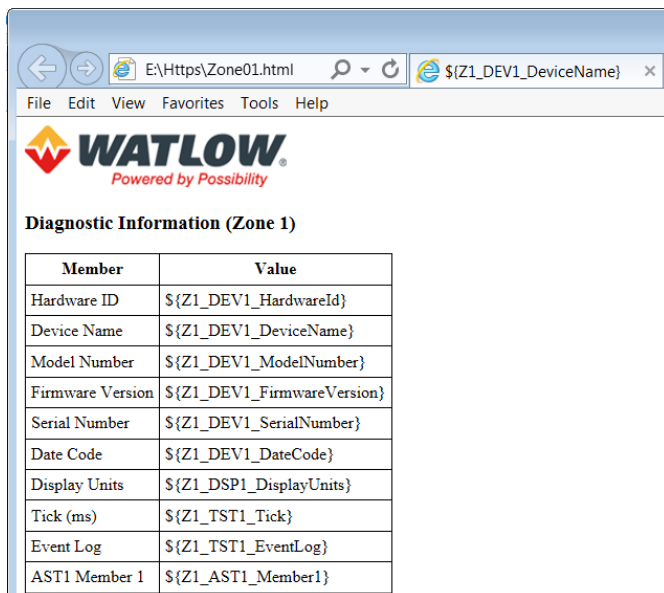 E:\Https\Zone01.html
${Z1_DEV1_DeviceName}
File Edit View Favorites Tools Help
WATLOW®
Powered by Possibility
Diagnostic Information (Zone 1)
Member Value
Hardware ID ${Z1_DEV1_HardwareId}
Device Name ${Z1_DEV1_DeviceName}
Model Number ${Z1_DEV1_ModelNumber}
Firmware Version ${Z1_DEV1_FirmwareVersion}
Serial Number ${Z1_DEV1_SerialNumber}
Date Code ${Z1_DEV1_DateCode}
Display Units ${Z1_DSP1_DisplayUnits}
Tick (ms) ${Z1_TST1_Tick}
Event Log ${Z1_TST1_EventLog}
AST1 Member 1 ${Z1_AST1_Member1}